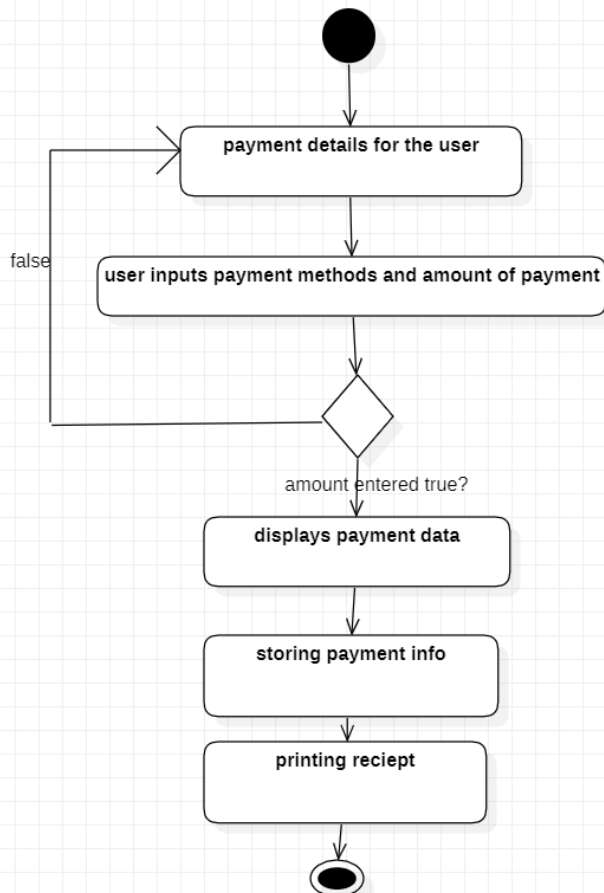 payment details for the user
false
user inputs payment methods and amount of payment
amount entered true?
displays payment data
storing payment info
printing reciept